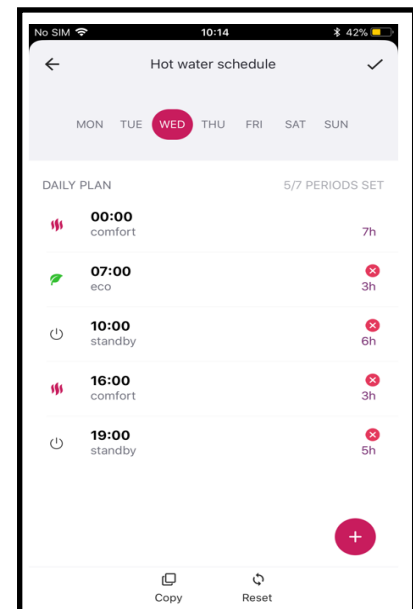 No SIM 10:14 42%
Hot water schedule
MON TUE WED THU FRI SAT SUN
DAILY PLAN 5/7 PERIODS SET
00:00
comfort 7h
07:00
eco 3h
10:00
standby 6h
16:00
comfort 3h
19:00
standby 5h
Copy Reset